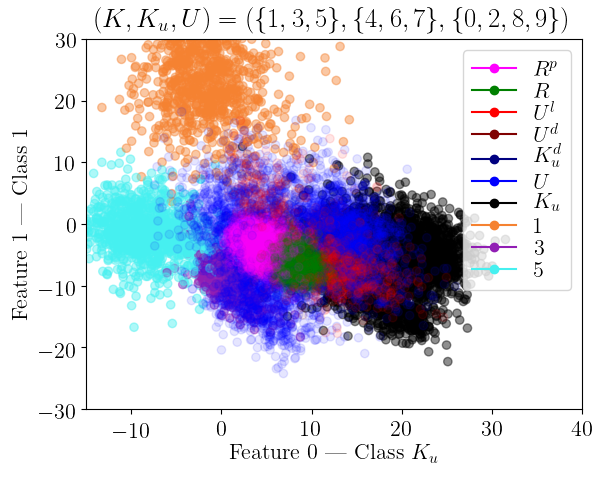 (K, K_u, U) = ({1, 3, 5}, {4, 6, 7}, {0, 2, 8, 9})
30
20
10
0
−10
−20
−30
Feature 1 — Class 1
R^p
R
U^l
U^d
K_u^d
U
K_u
1
3
5
−10
0
10
20
30
40
Feature 0 — Class K_u